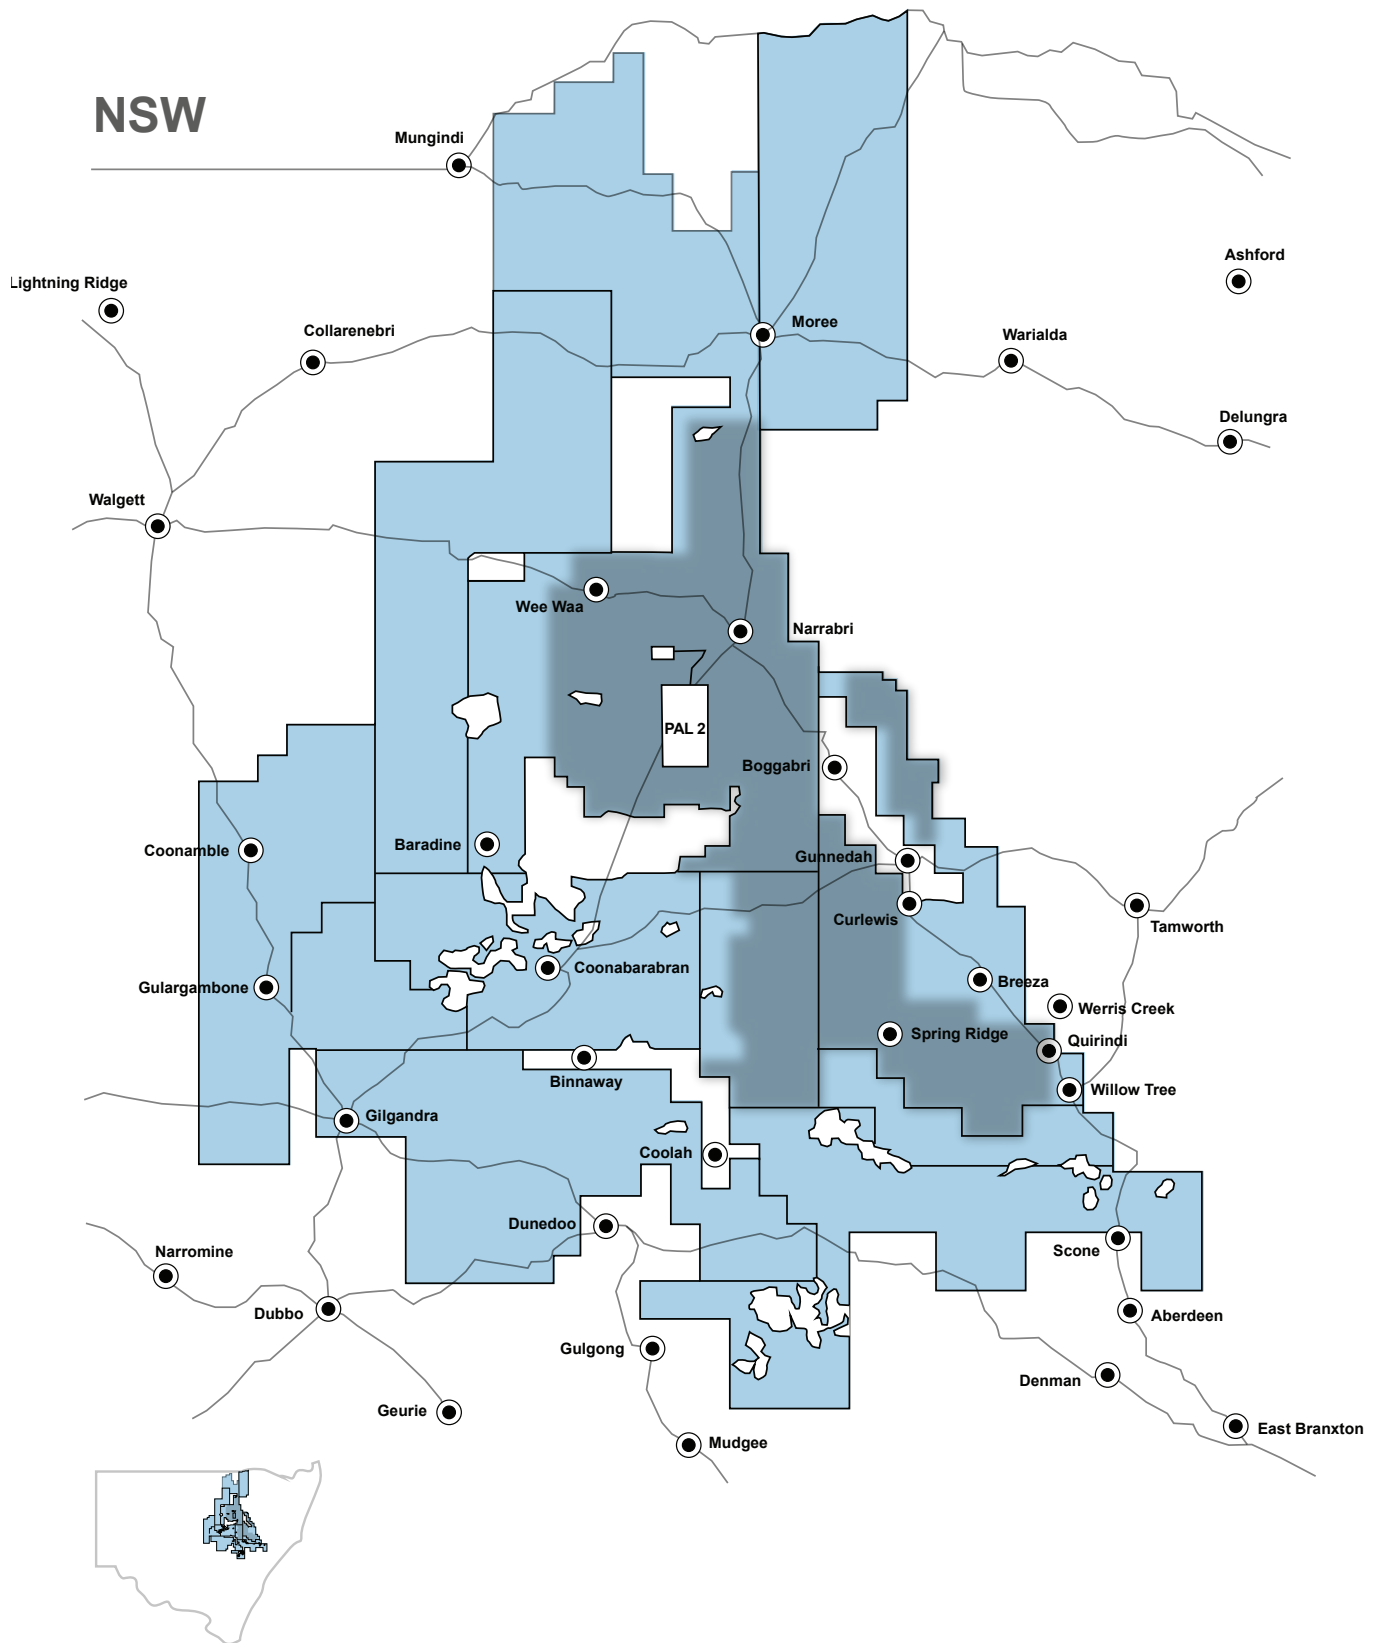 NSW
Mungindi
Ashford
Lightning Ridge
Moree
Collarenebri
Warialda
Delungra
Walgett
Wee Waa
Narrabri
PAL 2
Boggabri
Baradine
Coonamble
Gunnedah
Curlewis
Tamworth
Coonabarabran
Breeza
Gulargambone
Werris Creek
Spring Ridge
Quirindi
Binnaway
Willow Tree
Gilgandra
Coolah
Dunedoo
Scone
Narromine
Dubbo
Aberdeen
Gulgong
Denman
Geurie
East Branxton
Mudgee